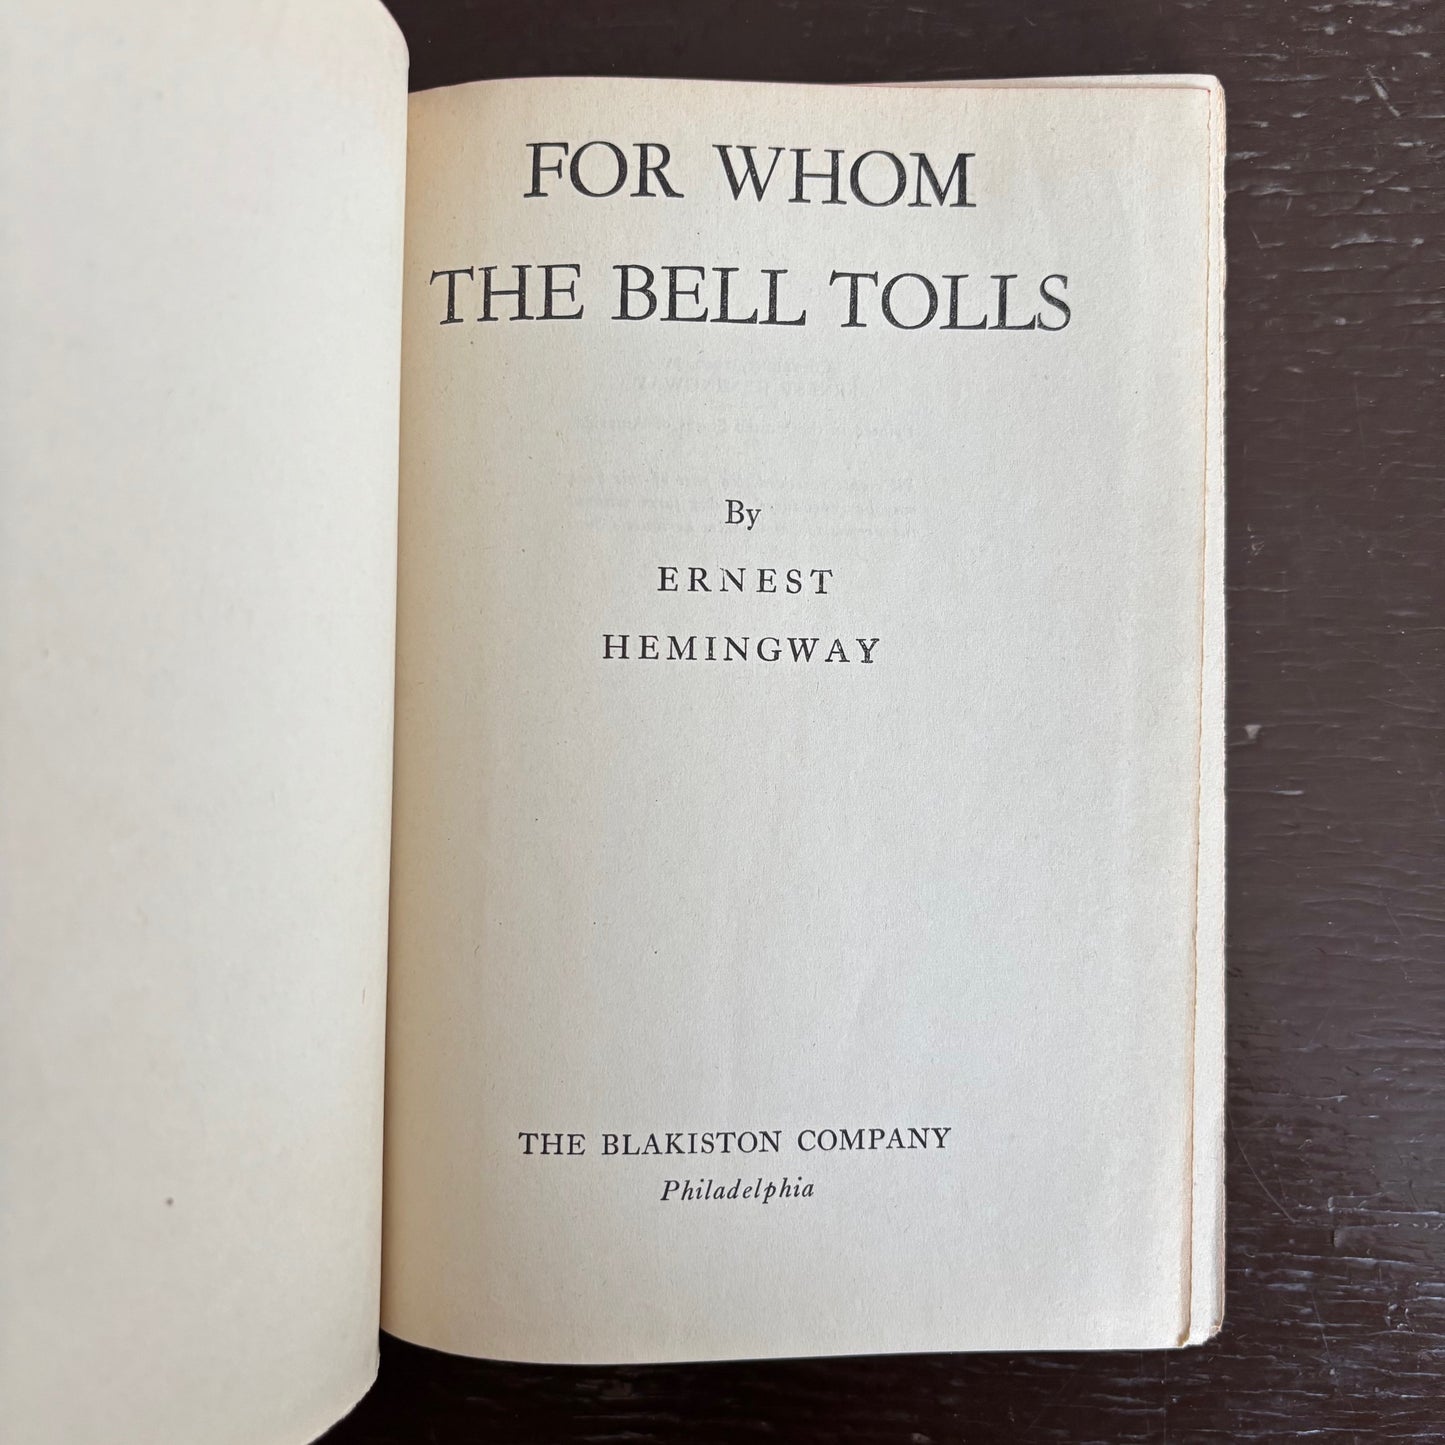 FOR WHOM
THE BELL TOLLS
By
ERNEST
HEMINGWAY
THE BLAKISTON COMPANY
Philadelphia